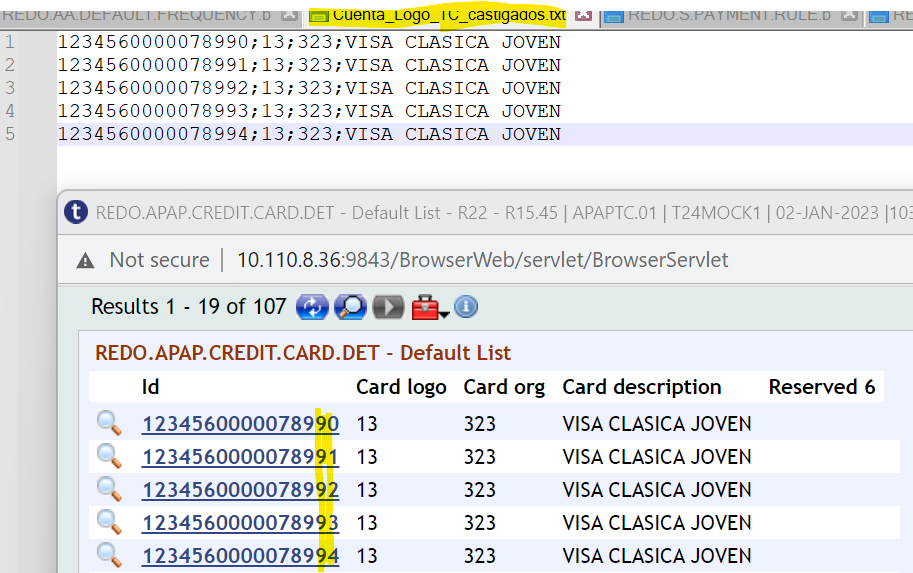 REDO.AA.DEFAULT.FREQUENCY.b Cuenta_Logo_TC_castigados.txt REDO.S.PAYMENT.RULE.b REDO
1 1234560000078990;13;323;VISA CLASICA JOVEN
2 1234560000078991;13;323;VISA CLASICA JOVEN
3 1234560000078992;13;323;VISA CLASICA JOVEN
4 1234560000078993;13;323;VISA CLASICA JOVEN
5 1234560000078994;13;323;VISA CLASICA JOVEN
t REDO.APAP.CREDIT.CARD.DET - Default List - R22 - R15.45 | APAPTC.01 | T24MOCK1 | 02-JAN-2023 |103
Not secure | 10.110.8.36:9843/BrowserWeb/servlet/BrowserServlet
Results 1 - 19 of 107
REDO.APAP.CREDIT.CARD.DET - Default List
Id Card logo Card org Card description Reserved 6
1234560000078990 13 323 VISA CLASICA JOVEN
1234560000078991 13 323 VISA CLASICA JOVEN
1234560000078992 13 323 VISA CLASICA JOVEN
1234560000078993 13 323 VISA CLASICA JOVEN
1234560000078994 13 323 VISA CLASICA JOVEN